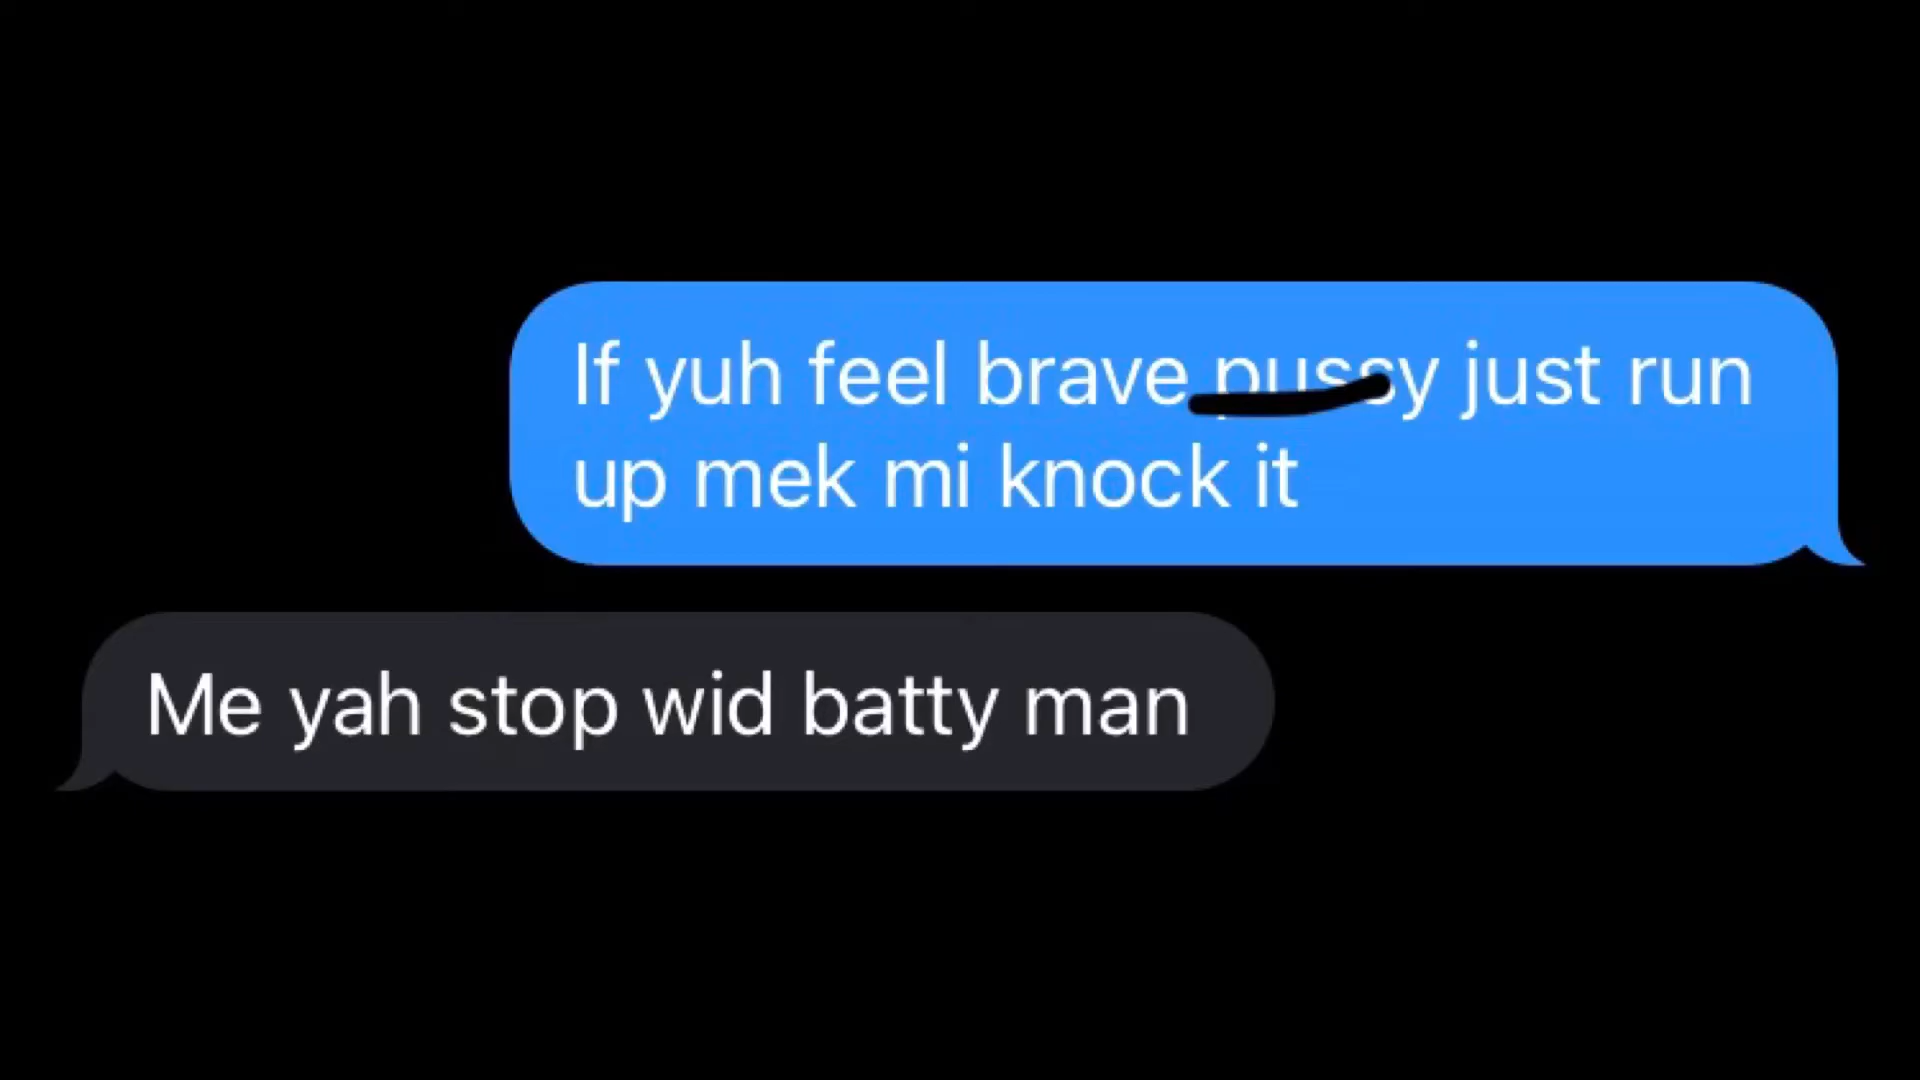 If yuh feel brave pussy just run
up mek mi knock it
Me yah stop wid batty man